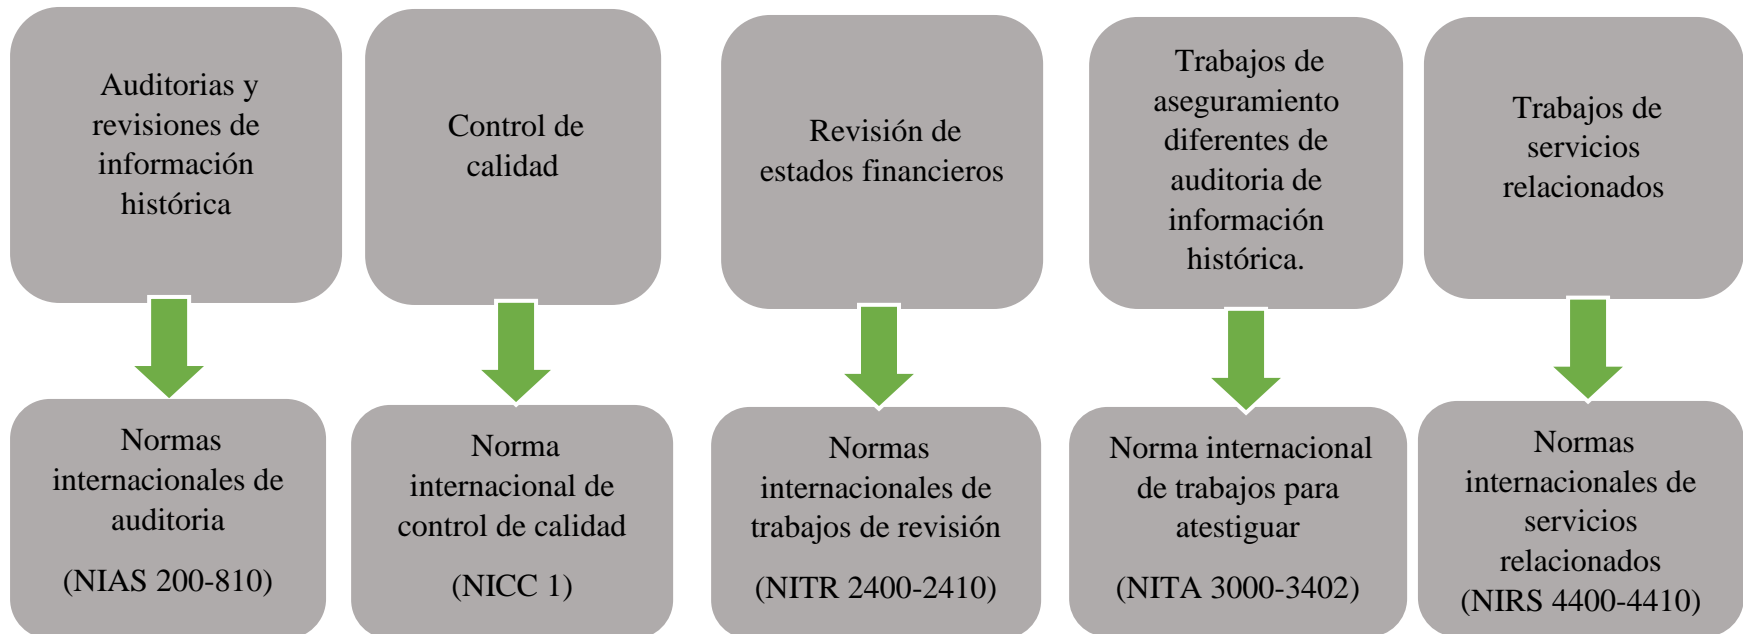 Auditorias y
revisiones de
información
histórica
Control de
calidad
Revisión de
estados financieros
Trabajos de
aseguramiento
diferentes de
auditoria de
información
histórica.
Trabajos de
servicios
relacionados
Normas
internacionales de
auditoria
(NIAS 200-810)
Norma
internacional de
control de calidad
(NICC 1)
Normas
internacionales de
trabajos de revisión
(NITR 2400-2410)
Norma internacional
de trabajos para
atestiguar
(NITA 3000-3402)
Normas
internacionales de
servicios
relacionados
(NIRS 4400-4410)